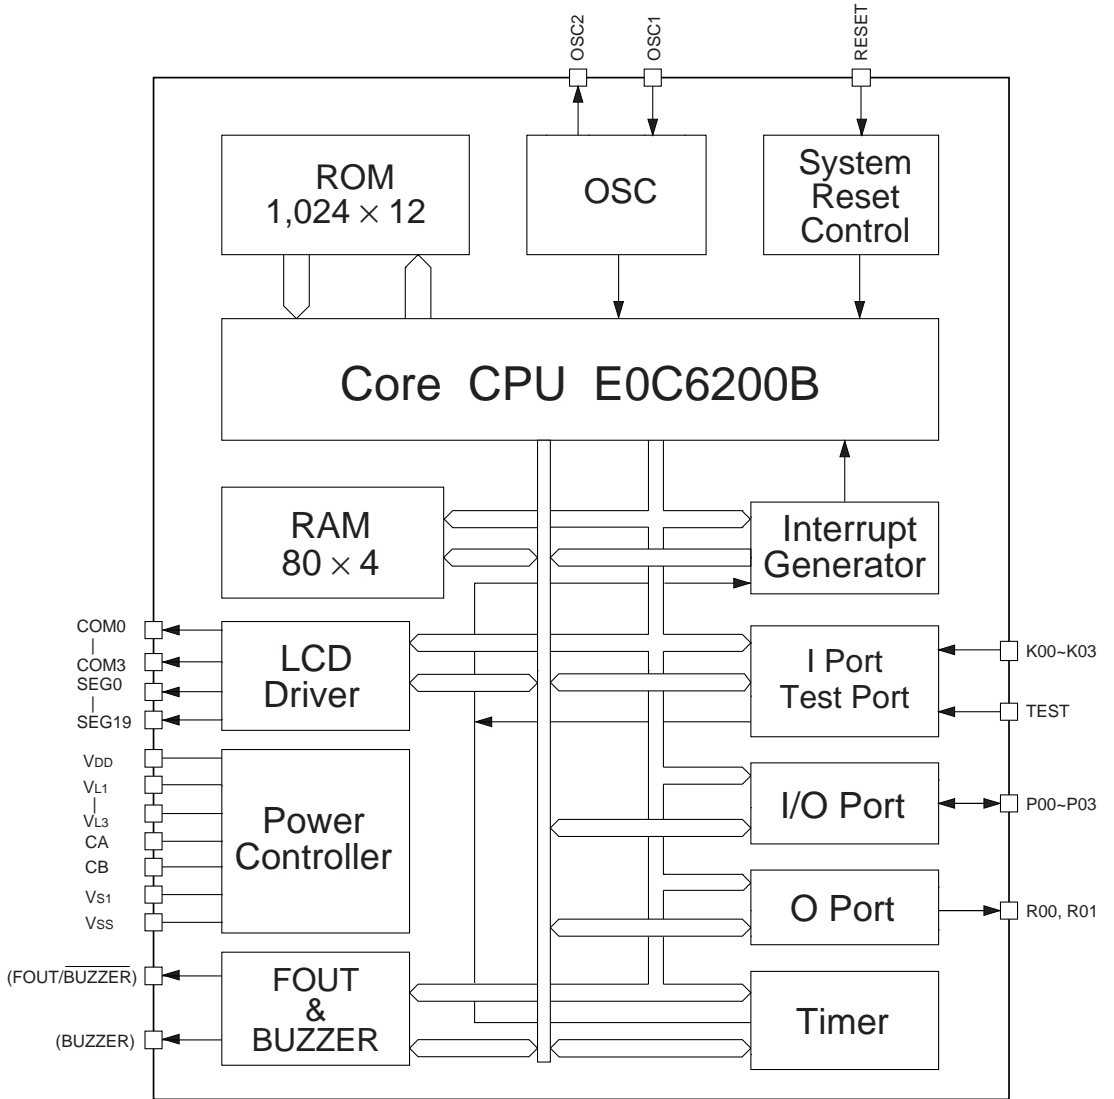 OSC2
OSC1
RESET
ROM
1,024 × 12
OSC
System
Reset
Control
Core CPU E0C6200B
RAM
80 × 4
Interrupt
Generator
COM0
|
COM3
SEG0
|
SEG19
LCD
Driver
I Port
Test Port
K00~K03
TEST
VDD
VL1
|
VL3
CA
CB
VS1
VSS
Power
Controller
I/O Port
P00~P03
O Port
R00, R01
(FOUT/BUZZER)
(BUZZER)
FOUT
&
BUZZER
Timer